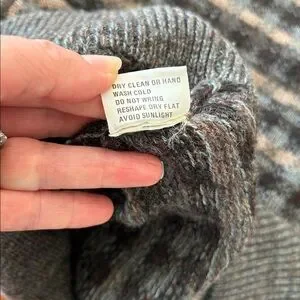 DRY CLEAN OR HAND
WASH COLD
DO NOT WRING
RESHAPE DRY FLAT
AVOID SUNLIGHT